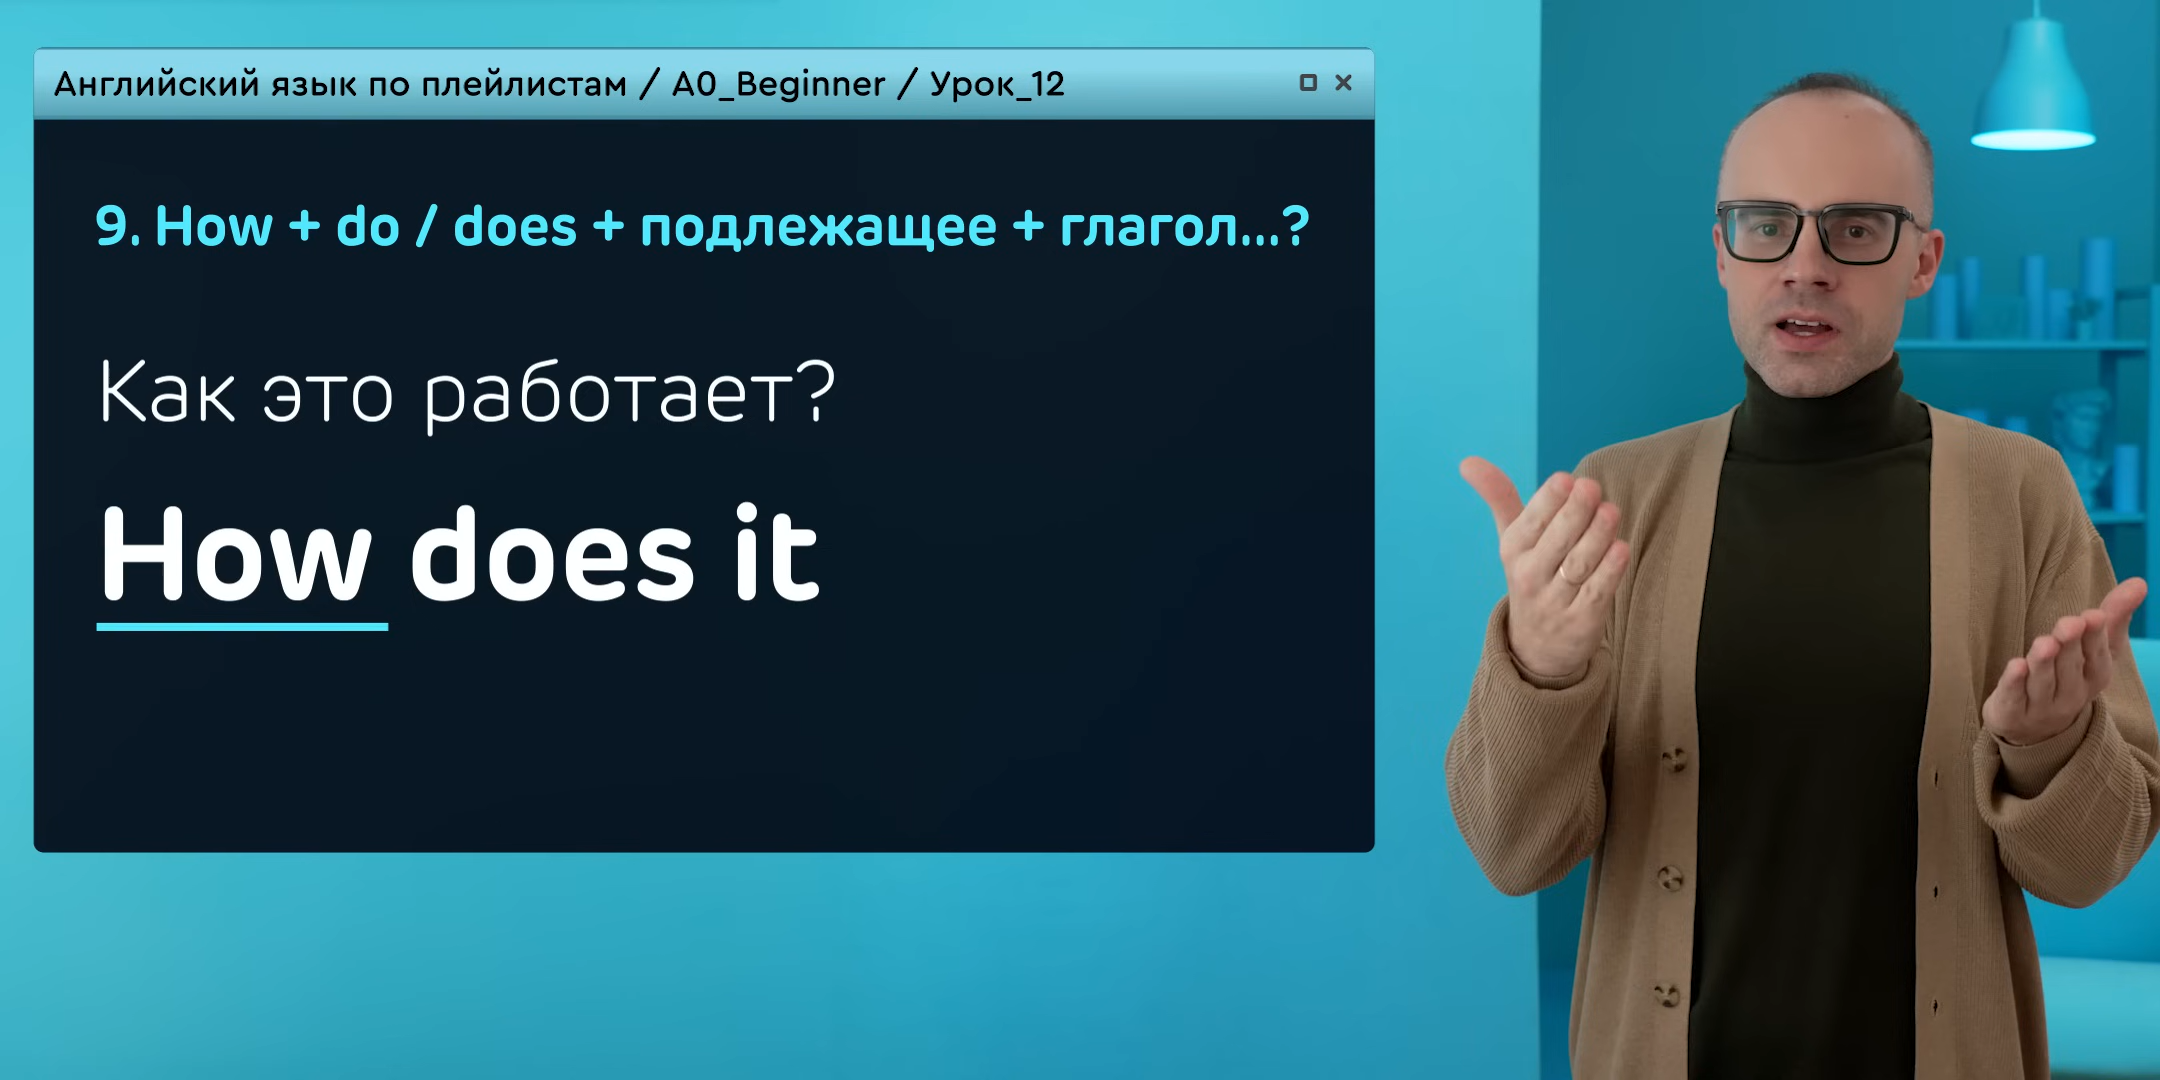 Английский язык по плейлистам / A0_Beginner / Урок_12
9. How + do / does + подлежащее + глагол...?
Как это работает?
How does it